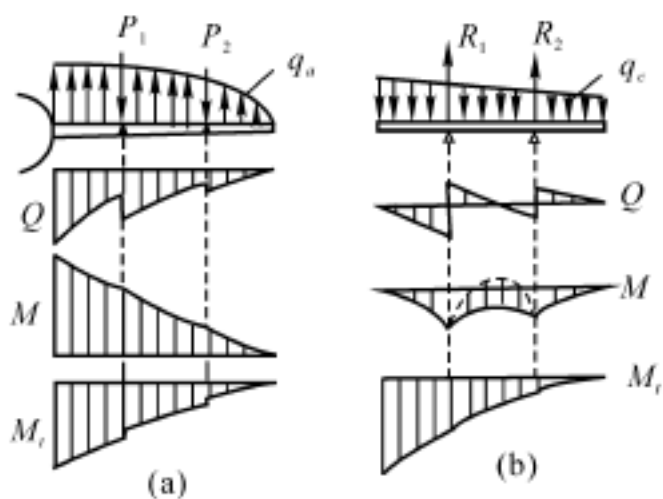 P₁ P₂ qₐ
Q
M
Mₜ
(a)
R₁ R₂ q꜀
Q
M
Mₜ
(b)